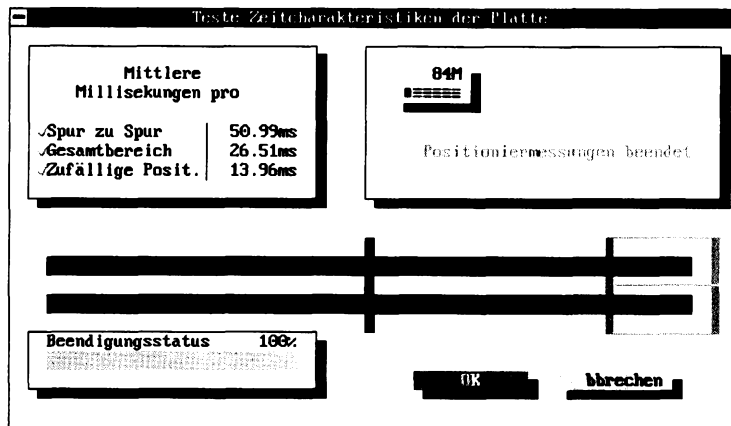 Teste Zeitcharakteristiken der Platte
Mittlere
Millisekungen pro
√Spur zu Spur 50.99ms
√Gesamtbereich 26.51ms
√Zufällige Posit. 13.96ms
84M
Positioniermessungen beendet
Beendigungsstatus 100%
OK
bbrechen